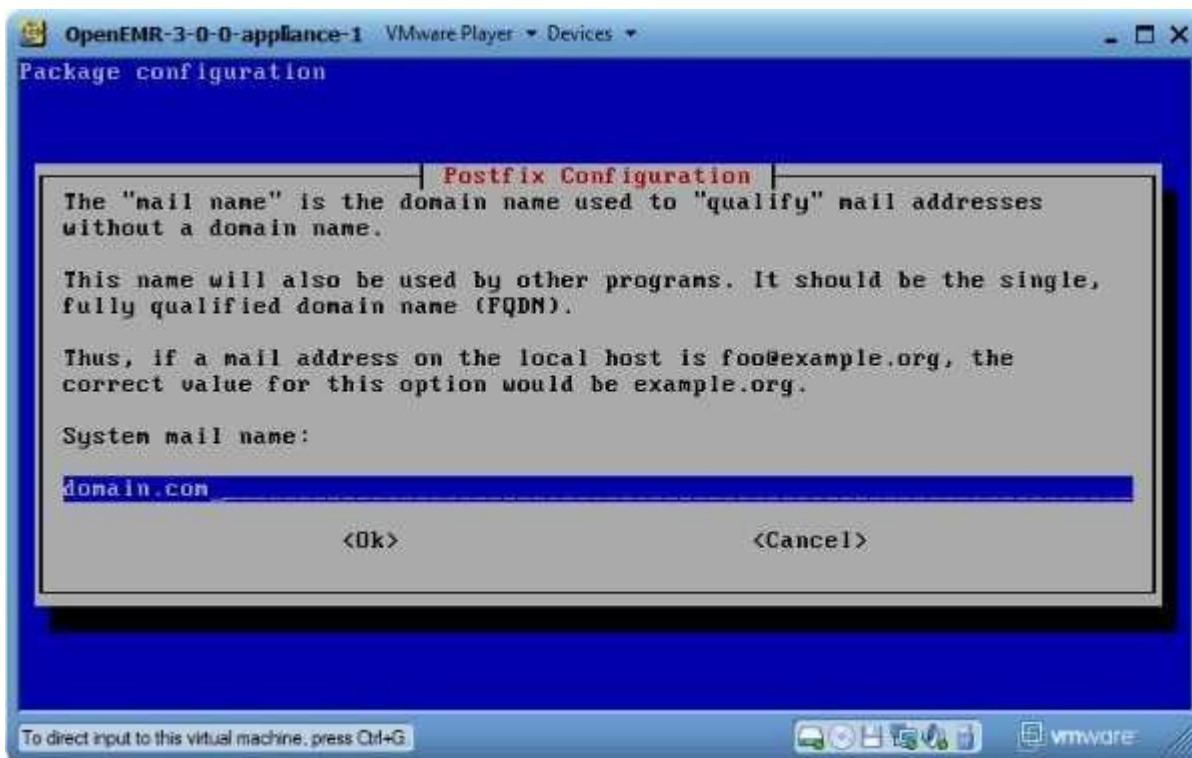 OpenEMR-3-0-0-appliance-1 VMware Player Devices
Package configuration
Postfix Configuration
The "mail name" is the domain name used to "qualify" mail addresses
without a domain name.
This name will also be used by other programs. It should be the single,
fully qualified domain name (FQDN).
Thus, if a mail address on the local host is foo@example.org, the
correct value for this option would be example.org.
System mail name:
domain.com
<Ok> <Cancel>
To direct input to this virtual machine, press Ctrl+G.
vmware